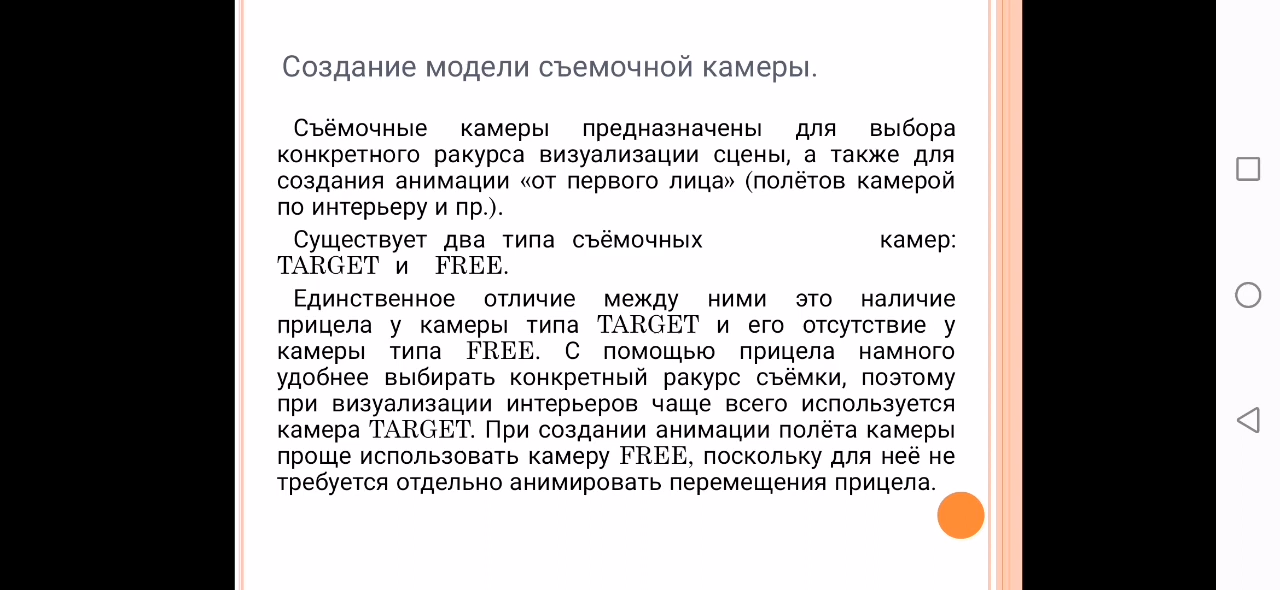 Создание модели съемочной камеры.
Съёмочные камеры предназначены для выбора
конкретного ракурса визуализации сцены, а также для
создания анимации «от первого лица» (полётов камерой
по интерьеру и пр.).
Существует два типа съёмочных камер:
TARGET и FREE.
Единственное отличие между ними это наличие
прицела у камеры типа TARGET и его отсутствие у
камеры типа FREE. С помощью прицела намного
удобнее выбирать конкретный ракурс съёмки, поэтому
при визуализации интерьеров чаще всего используется
камера TARGET. При создании анимации полёта камеры
проще использовать камеру FREE, поскольку для неё не
требуется отдельно анимировать перемещения прицела.